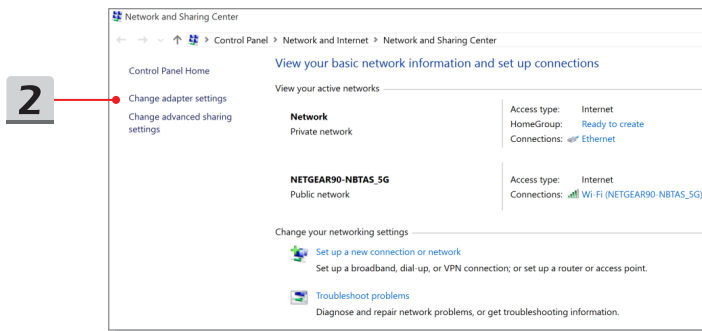 Network and Sharing Center
Control Panel > Network and Internet > Network and Sharing Center
Control Panel Home
2
Change adapter settings
Change advanced sharing
settings
View your basic network information and set up connections
View your active networks
Network
Private network
Access type: Internet
HomeGroup: Ready to create
Connections: Ethernet
NETGEAR90-NBTAS_5G
Public network
Access type: Internet
Connections: Wi-Fi (NETGEAR90-NBTAS_5G)
Change your networking settings
Set up a new connection or network
Set up a broadband, dial-up, or VPN connection; or set up a router or access point.
Troubleshoot problems
Diagnose and repair network problems, or get troubleshooting information.